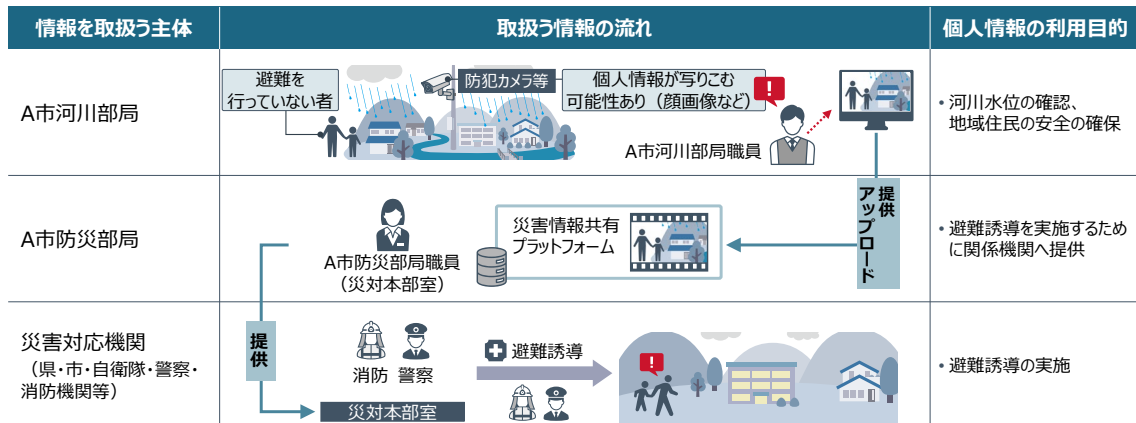 情報を取扱う主体
取扱う情報の流れ
個人情報の利用目的
A市河川部局
避難を
行っていない者
防犯カメラ等
個人情報が写りこむ
可能性あり（顔画像など）
A市河川部局職員
• 河川水位の確認、
地域住民の安全の確保
提供
アップロード
A市防災部局
A市防災部局職員
（災対本部室）
災害情報共有
プラットフォーム
• 避難誘導を実施するため
に関係機関へ提供
災害対応機関
（県・市・自衛隊・警察・
消防機関等）
提供
消防 警察
災対本部室
避難誘導
• 避難誘導の実施